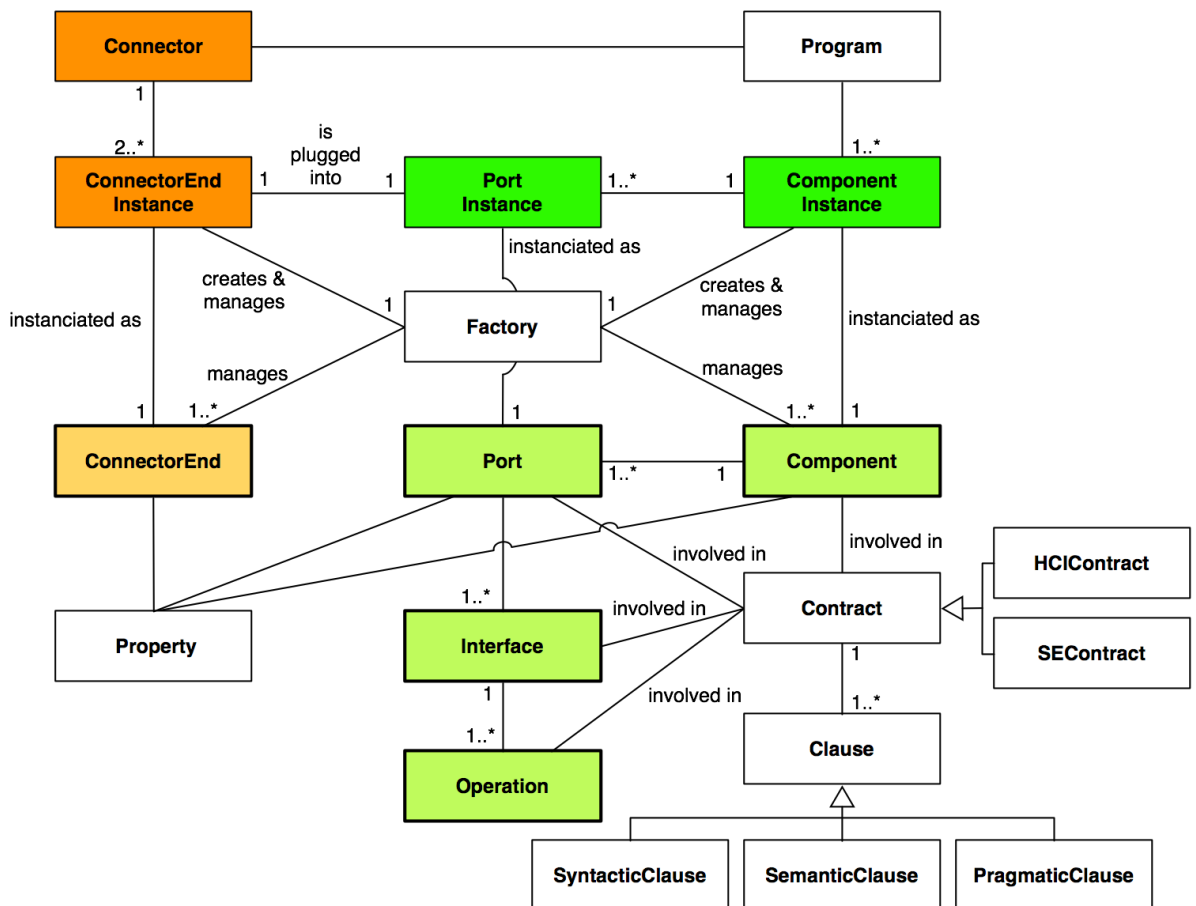 Connector
Program
1
2..*
is
plugged
into
1..*
ConnectorEnd
Instance
1
1
Port
Instance
1..*
1
Component
Instance
instanciated as
creates &
manages
1
1
creates &
manages
instanciated as
Factory
instanciated as
manages
manages
1
1..*
1
1..*
1
ConnectorEnd
Port
1..*
1
Component
involved in
involved in
HCIContract
1..*
involved in
Contract
Property
Interface
SEContract
1
1
involved in
1..*
1..*
Clause
Operation
SyntacticClause
SemanticClause
PragmaticClause